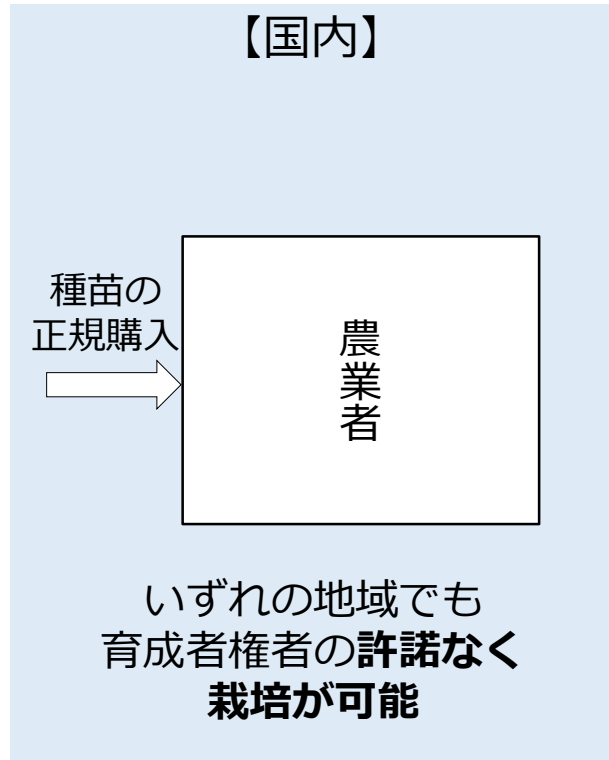 【国内】
種苗の
正規購入
農業者
いずれの地域でも
育成者権者の許諾なく
栽培が可能